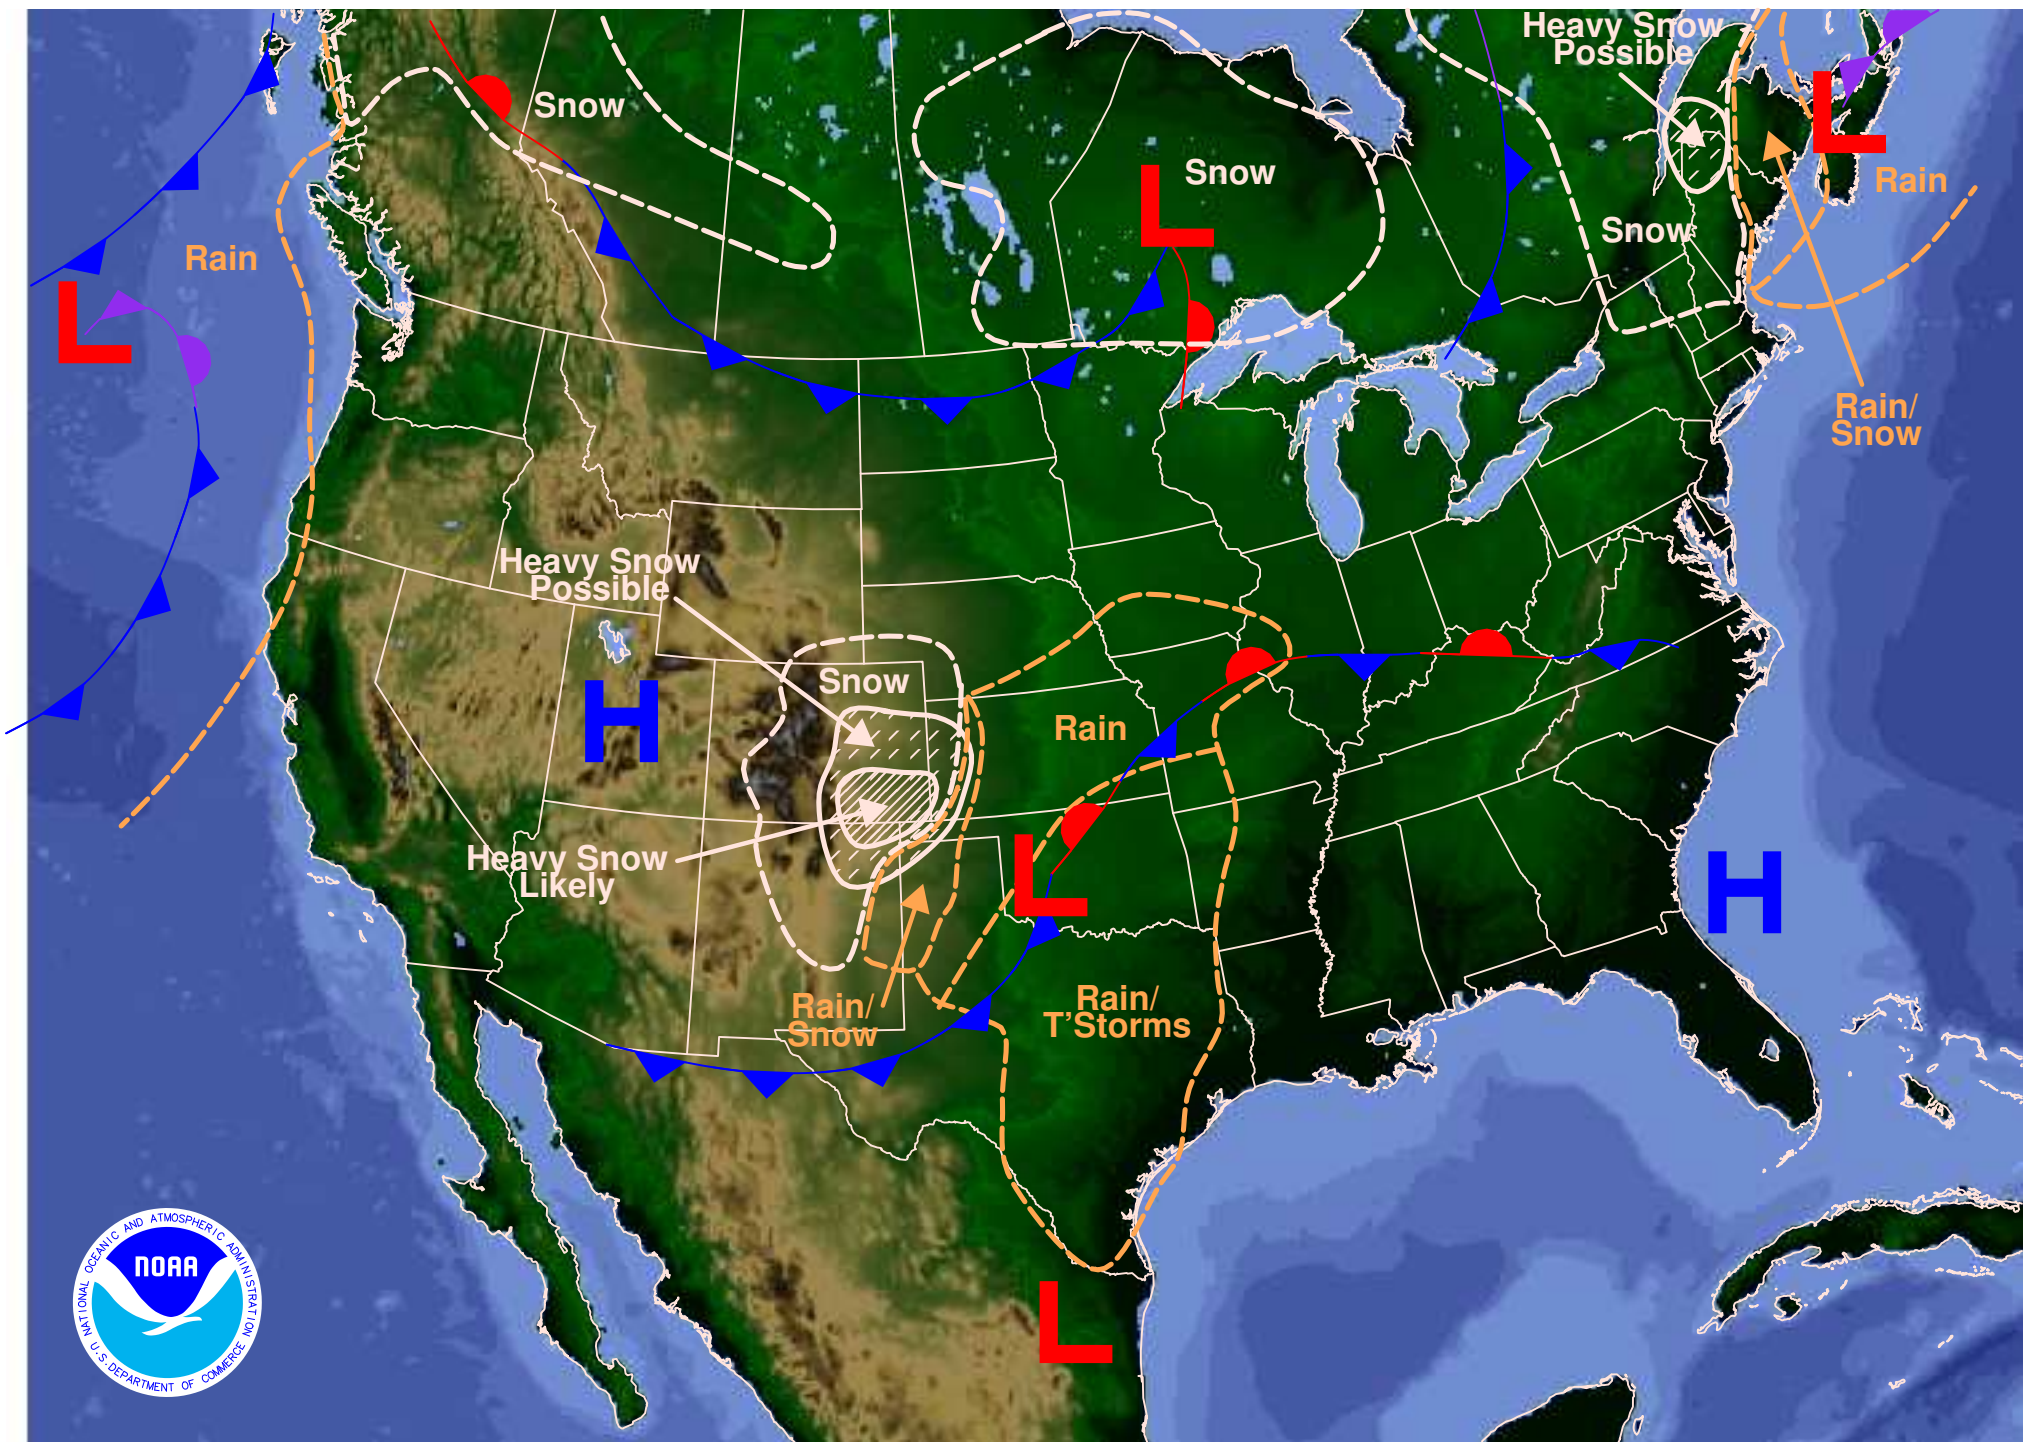 Heavy Snow
Possible
Snow
Snow
Rain
Snow
Rain
Rain/
Snow
Heavy Snow
Possible
Snow
Rain
Heavy Snow
Likely
Rain/
Snow
Rain/
T'Storms
L
L
L
L
L
H
H
NATIONAL OCEANIC AND ATMOSPHERIC ADMINISTRATION
NOAA
U.S. DEPARTMENT OF COMMERCE